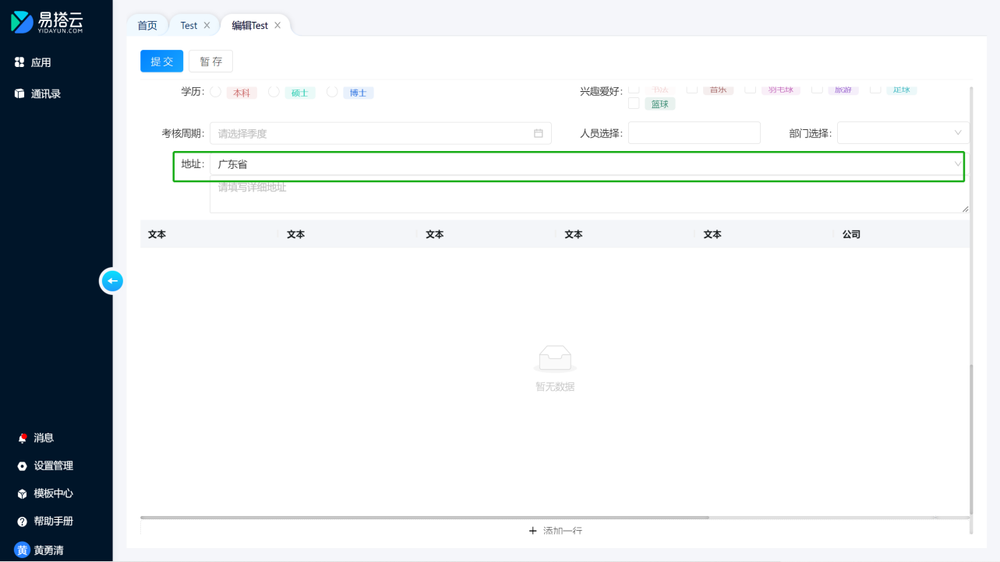 易搭云
YIDAYUN.COM
首页 Test 编辑Test
应用
通讯录
提交 暂存
学历: 本科 硕士 博士 兴趣爱好: 音乐 羽毛球 旅游 足球
篮球
考核周期: 请选择季度 人员选择: 部门选择:
地址: 广东省
请填写详细地址
文本 文本 文本 文本 文本 公司
暂无数据
添加一行
消息
设置管理
模板中心
帮助手册
黄 黄勇清